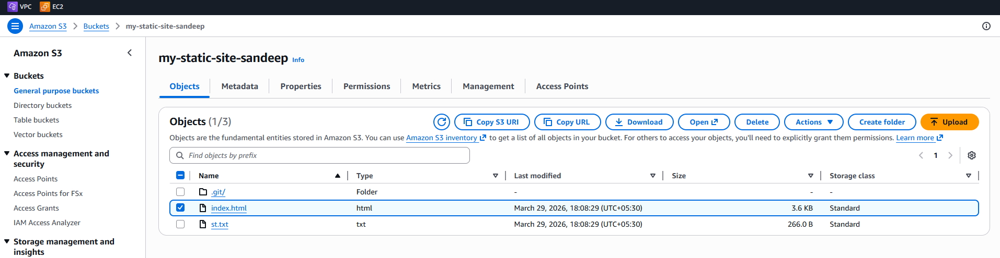 VPC EC2
Amazon S3 Buckets my-static-site-sandeep
Amazon S3
Buckets
General purpose buckets
Directory buckets
Table buckets
Vector buckets
Access management and
security
Access Points
Access Points for FSx
Access Grants
IAM Access Analyzer
Storage management and
insights
my-static-site-sandeep Info
Objects Metadata Properties Permissions Metrics Management Access Points
Objects (1/3) Copy S3 URI Copy URL Download Open Delete Actions Create folder Upload
Objects are the fundamental entities stored in Amazon S3. You can use Amazon S3 inventory to get a list of all objects in your bucket. For others to access your objects, you'll need to explicitly grant them permissions. Learn more
Find objects by prefix 1
Name Type Last modified Size Storage class
.git/ Folder - - -
index.html html March 29, 2026, 18:08:29 (UTC+05:30) 3.6 KB Standard
st.txt txt March 29, 2026, 18:08:29 (UTC+05:30) 266.0 B Standard